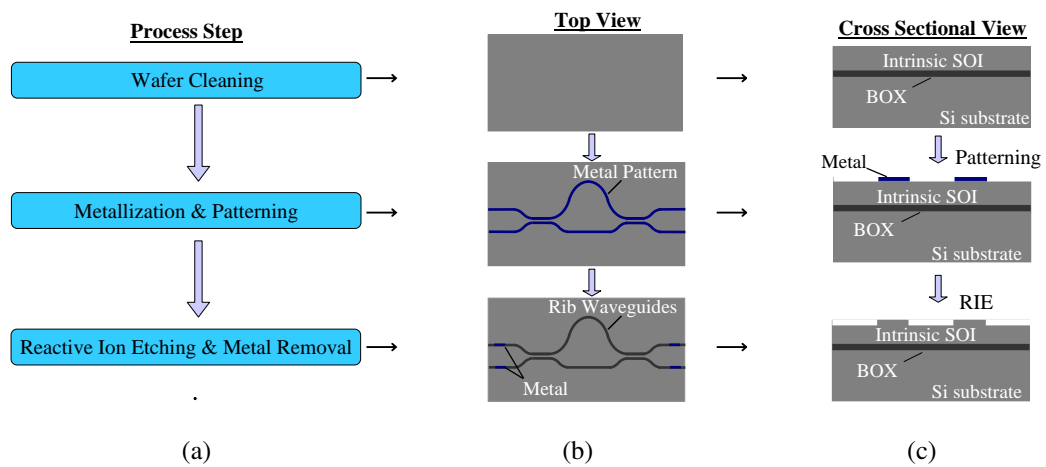 Process Step
Top View
Cross Sectional View
Wafer Cleaning
Intrinsic SOI
BOX
Si substrate
Metallization & Patterning
Metal Pattern
Metal
Patterning
Intrinsic SOI
BOX
Si substrate
Reactive Ion Etching & Metal Removal
.
Rib Waveguides
Metal
RIE
Intrinsic SOI
BOX
Si substrate
(a)
(b)
(c)